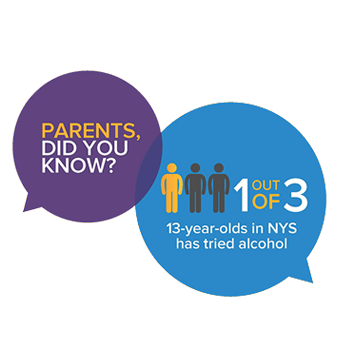 PARENTS,
DID YOU
KNOW?
1 OUT OF 3
13-year-olds in NYS
has tried alcohol